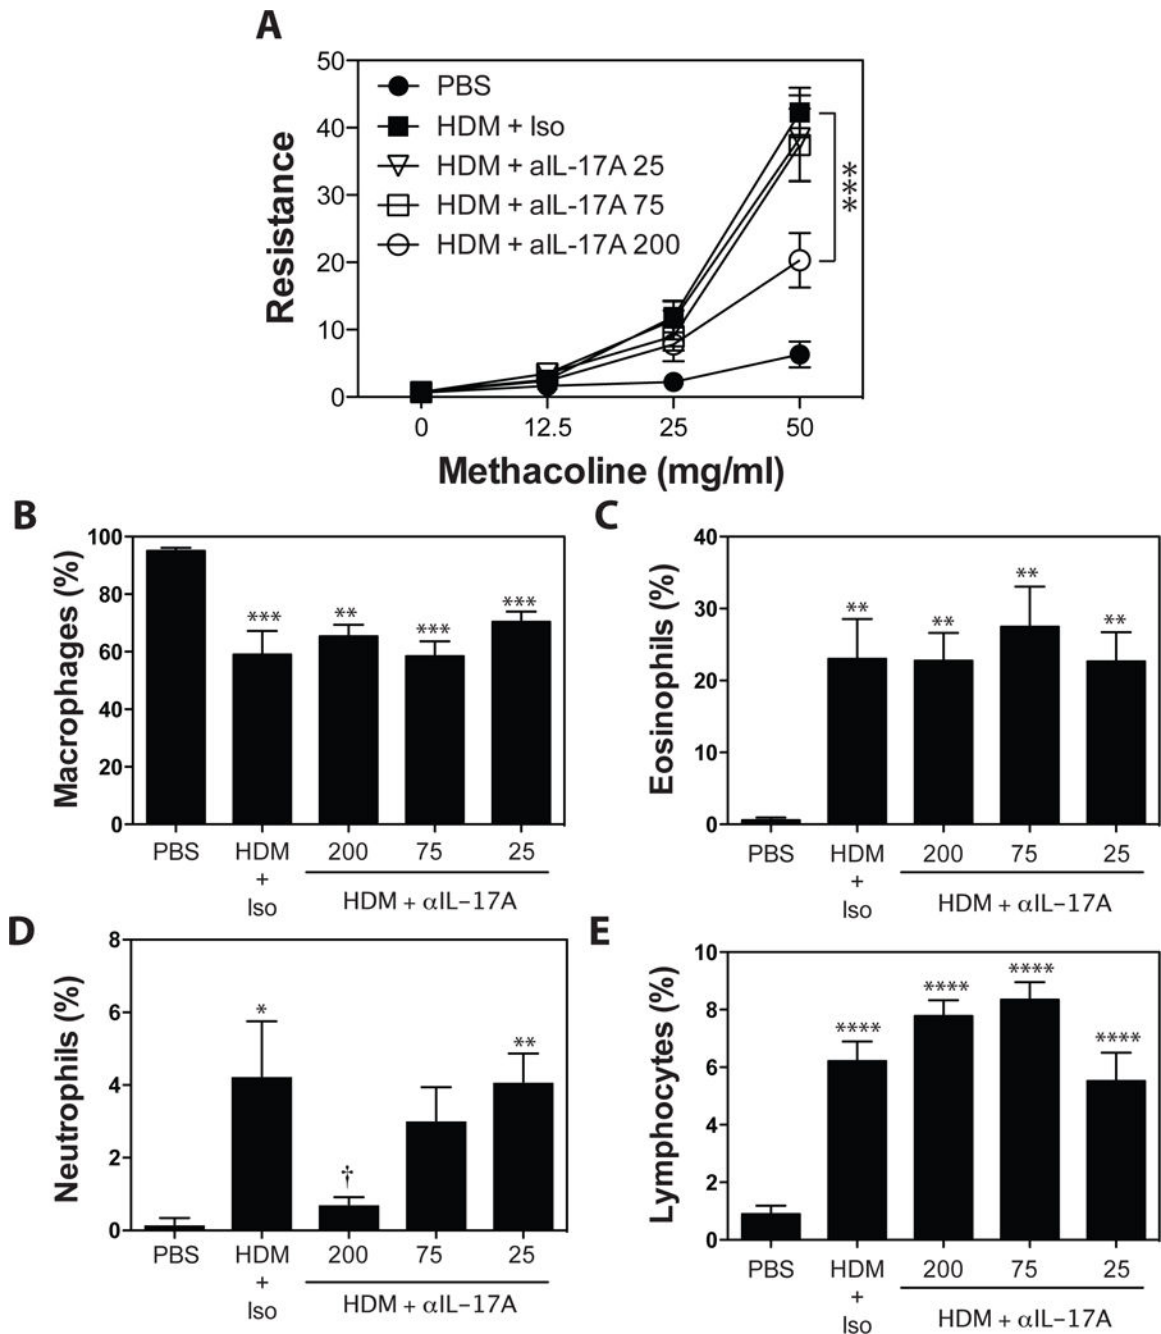 A
50
40
30
20
10
0
Resistance
PBS
HDM + Iso
HDM + aIL-17A 25
HDM + aIL-17A 75
HDM + aIL-17A 200
***
0 12.5 25 50
Methacoline (mg/ml)
B
100
80
60
40
20
0
Macrophages (%)
*** ** *** ***
PBS HDM + Iso 200 75 25
HDM + αIL-17A
C
40
30
20
10
0
Eosinophils (%)
** ** ** **
PBS HDM + Iso 200 75 25
HDM + αIL-17A
D
8
6
4
2
0
Neutrophils (%)
* † **
PBS HDM + Iso 200 75 25
HDM + αIL-17A
E
10
8
6
4
2
0
Lymphocytes (%)
**** **** **** ****
PBS HDM + Iso 200 75 25
HDM + αIL-17A